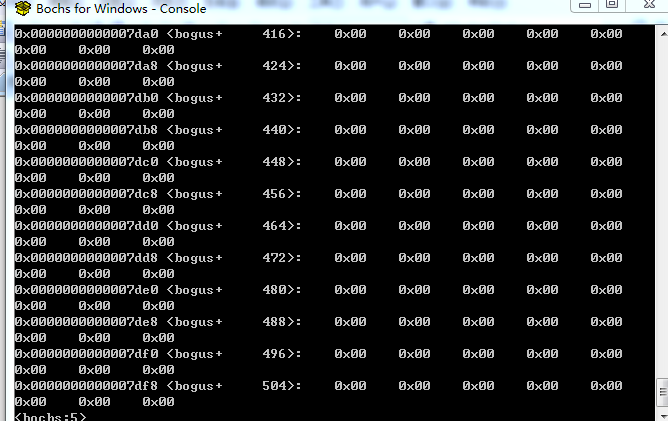 Bochs for Windows - Console
0x0000000000007da0 <bogus+ 416>: 0x00 0x00 0x00 0x00 0x00
0x00 0x00 0x00
0x0000000000007da8 <bogus+ 424>: 0x00 0x00 0x00 0x00 0x00
0x00 0x00 0x00
0x0000000000007db0 <bogus+ 432>: 0x00 0x00 0x00 0x00 0x00
0x00 0x00 0x00
0x0000000000007db8 <bogus+ 440>: 0x00 0x00 0x00 0x00 0x00
0x00 0x00 0x00
0x0000000000007dc0 <bogus+ 448>: 0x00 0x00 0x00 0x00 0x00
0x00 0x00 0x00
0x0000000000007dc8 <bogus+ 456>: 0x00 0x00 0x00 0x00 0x00
0x00 0x00 0x00
0x0000000000007dd0 <bogus+ 464>: 0x00 0x00 0x00 0x00 0x00
0x00 0x00 0x00
0x0000000000007dd8 <bogus+ 472>: 0x00 0x00 0x00 0x00 0x00
0x00 0x00 0x00
0x0000000000007de0 <bogus+ 480>: 0x00 0x00 0x00 0x00 0x00
0x00 0x00 0x00
0x0000000000007de8 <bogus+ 488>: 0x00 0x00 0x00 0x00 0x00
0x00 0x00 0x00
0x0000000000007df0 <bogus+ 496>: 0x00 0x00 0x00 0x00 0x00
0x00 0x00 0x00
0x0000000000007df8 <bogus+ 504>: 0x00 0x00 0x00 0x00 0x00
0x00 0x00 0x00
<bochs:5>